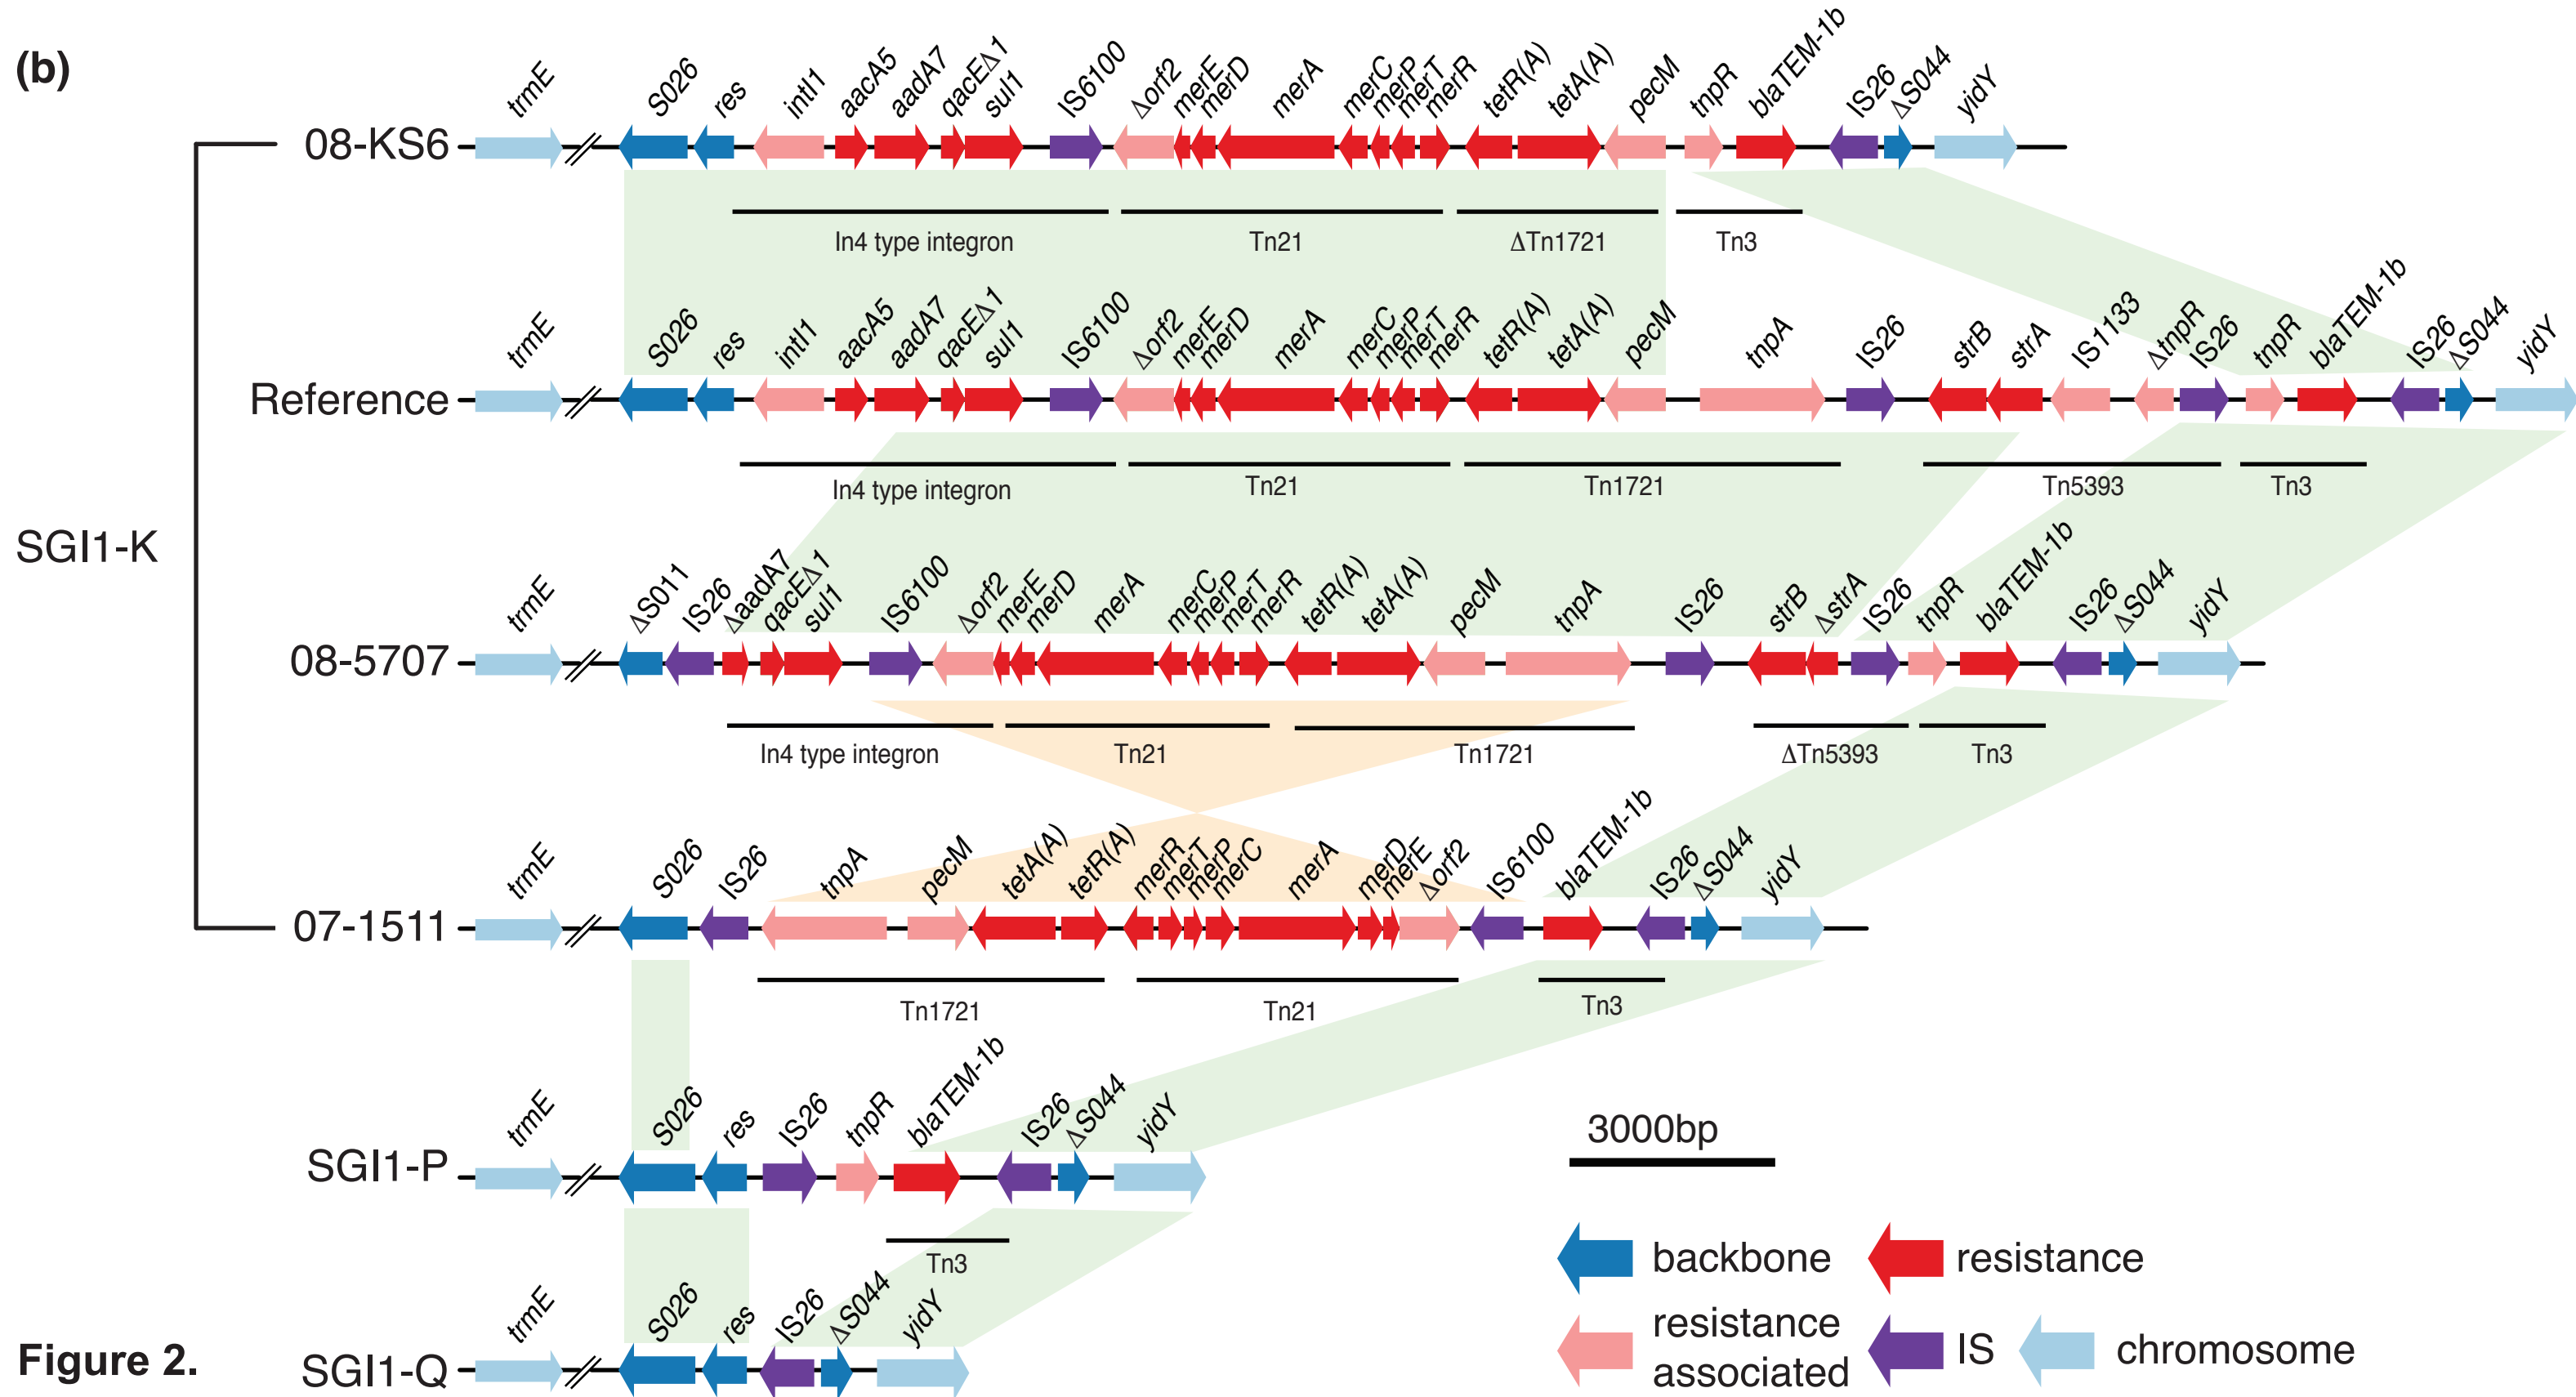 (b)
trmE S026 res intI1 aacA5 aadA7 qacEΔ1 sul1 IS6100 Δorf2 merE merD merA merC merP merT merR tetR(A) tetA(A) pecM tnpR blaTEM-1b IS26 ΔS044 yidY
08-KS6
In4 type integron Tn21 ΔTn1721 Tn3
trmE S026 res intI1 aacA5 aadA7 qacEΔ1 sul1 IS6100 Δorf2 merE merD merA merC merP merT merR tetR(A) tetA(A) pecM tnpA IS26 strB strA IS1133 ΔtnpR IS26 tnpR blaTEM-1b IS26 ΔS044 yidY
Reference
In4 type integron Tn21 Tn1721 Tn5393 Tn3
SGI1-K
trmE ΔS011 IS26 ΔaadA7 qacEΔ1 sul1 IS6100 Δorf2 merE merD merA merC merP merT merR tetR(A) tetA(A) pecM tnpA IS26 strB ΔstrA IS26 tnpR blaTEM-1b IS26 ΔS044 yidY
08-5707
In4 type integron Tn21 Tn1721 ΔTn5393 Tn3
trmE S026 IS26 tnpA pecM tetA(A) tetR(A) merR merT merP merC merA merD merE Δorf2 IS6100 blaTEM-1b IS26 ΔS044 yidY
07-1511
Tn1721 Tn21 Tn3
trmE S026 res IS26 tnpR blaTEM-1b IS26 ΔS044 yidY
SGI1-P
Tn3
trmE S026 res IS26 ΔS044 yidY
SGI1-Q
3000bp
backbone resistance
resistance
associated IS chromosome
Figure 2.